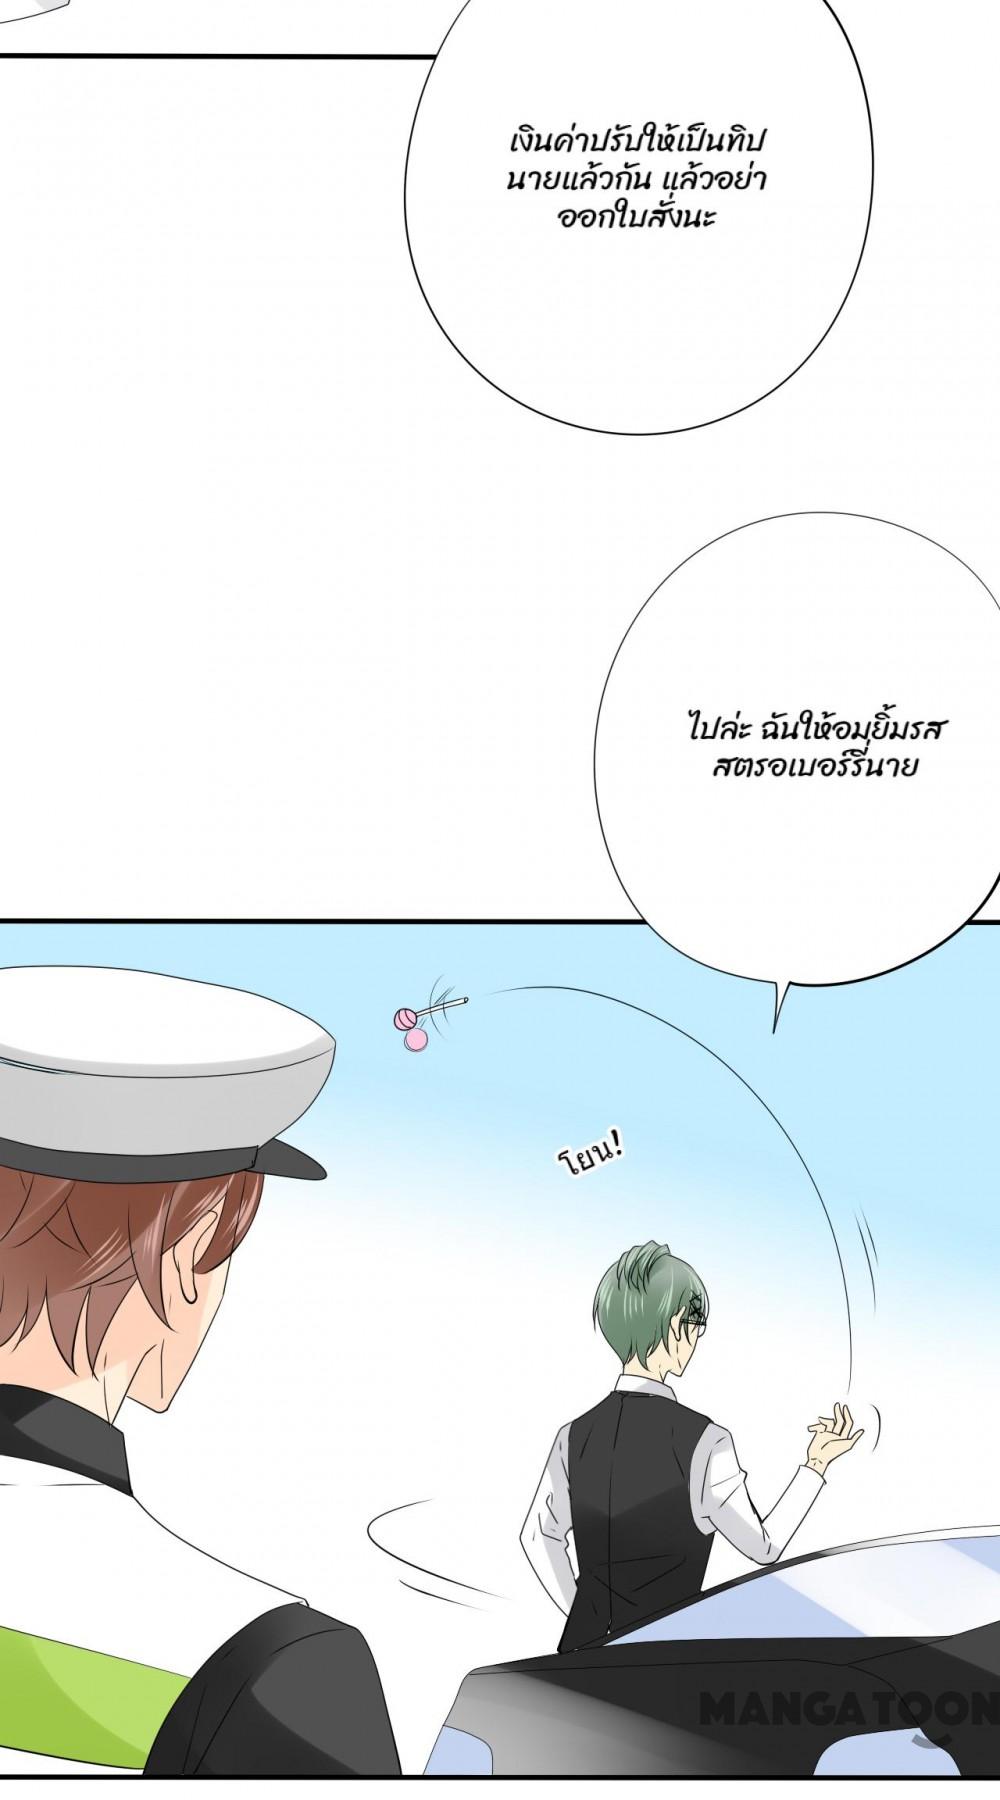 เงินค่าปรับให้เป็นทิป
นายแล้วกัน แล้วอย่า
ออกใบสั่งนะ
ไปล่ะ ฉันให้อมยิ้มรส
สตรอเบอร์รี่นาย
โยน!
MANGATOON